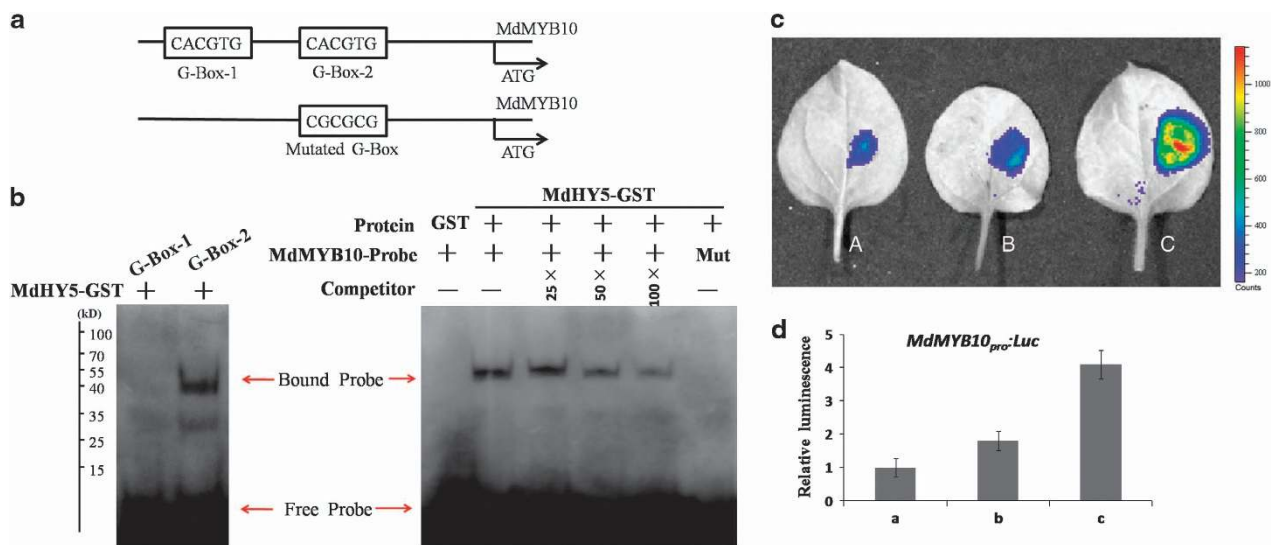 a
MdMYB10
CACGTG
CACGTG
G-Box-1
G-Box-2
ATG
MdMYB10
CGCGCG
Mutated G-Box
ATG
b
MdHY5-GST
G-Box-1
G-Box-2
Protein GST + + + + +
MdMYB10-Probe + + + + + Mut
Competitor — — 25 × 50 × 100 × —
MdHY5-GST + +
(kD)
100
70
55
40
35
25
15
Bound Probe
Free Probe
c
A
B
C
1000
800
600
400
200
Counts
d
MdMYB10pro:Luc
Relative luminescence
5
4
3
2
1
0
a
b
c